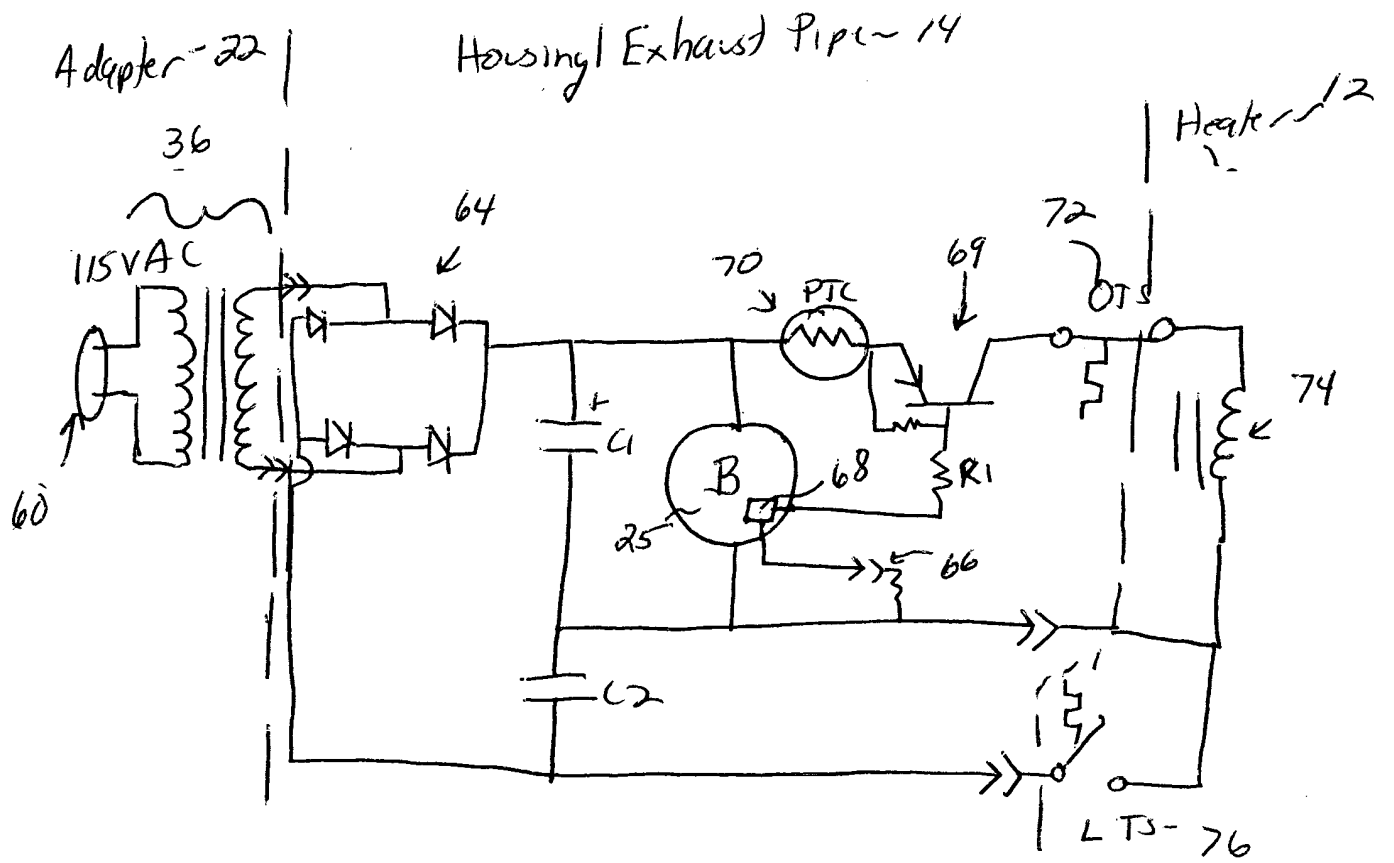 Adapter - 22
Housing/ Exhaust Pipe ~ 14
Heater ~ 12
36
64
72
115VAC
70
69
PTC
OTS
74
+
C1
B
68
R1
60
25
66
C2
LTS - 76